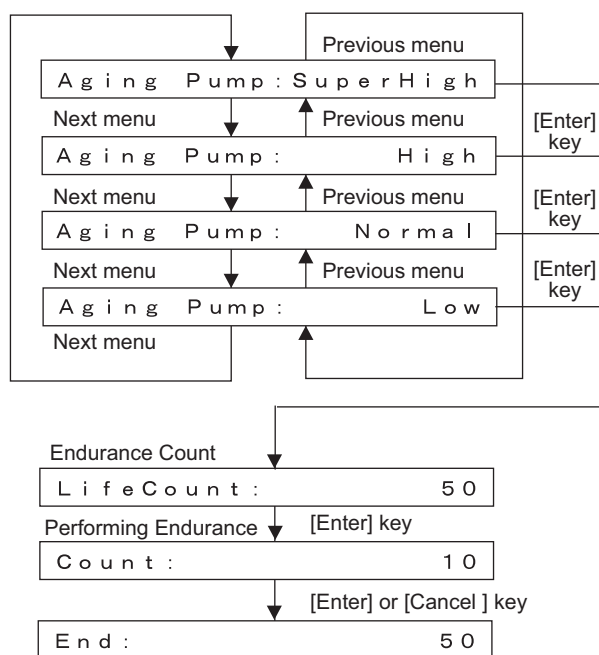 Previous menu
Aging Pump:SuperHigh
Next menu Previous menu [Enter] key
Aging Pump: High
Next menu Previous menu [Enter] key
Aging Pump: Normal
Next menu Previous menu [Enter] key
Aging Pump: Low
Next menu
Endurance Count
LifeCount: 50
Performing Endurance [Enter] key
Count: 10
[Enter] or [Cancel ] key
End: 50